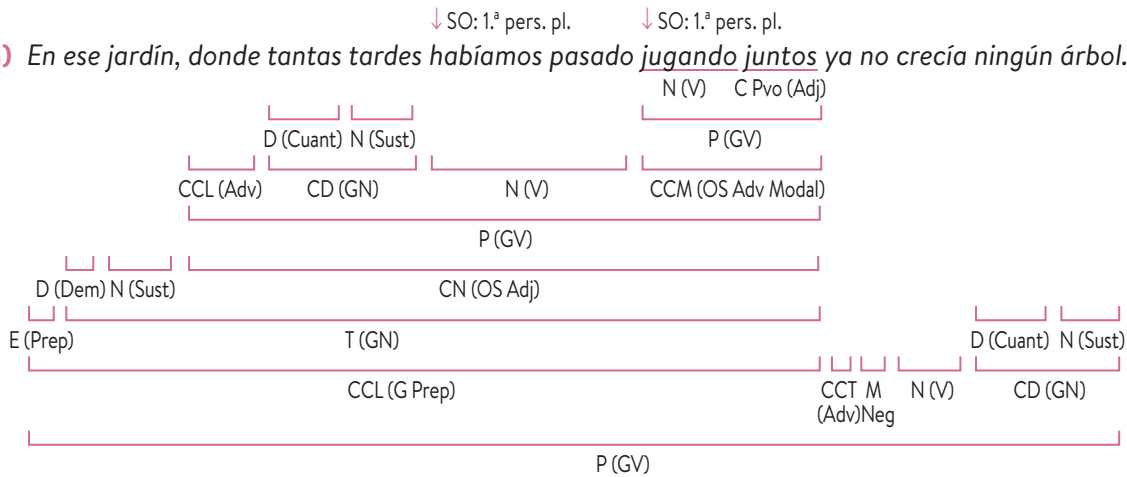 ↓ SO: 1.ª pers. pl. ↓ SO: 1.ª pers. pl.
) En ese jardín, donde tantas tardes habíamos pasado jugando juntos ya no crecía ningún árbol.
N (V) C Pvo (Adj)
D (Cuant) N (Sust) P (GV)
CCL (Adv) CD (GN) N (V) CCM (OS Adv Modal)
P (GV)
D (Dem) N (Sust) CN (OS Adj)
E (Prep) T (GN) D (Cuant) N (Sust)
CCL (G Prep) CCT M N (V) CD (GN)
(Adv) Neg
P (GV)